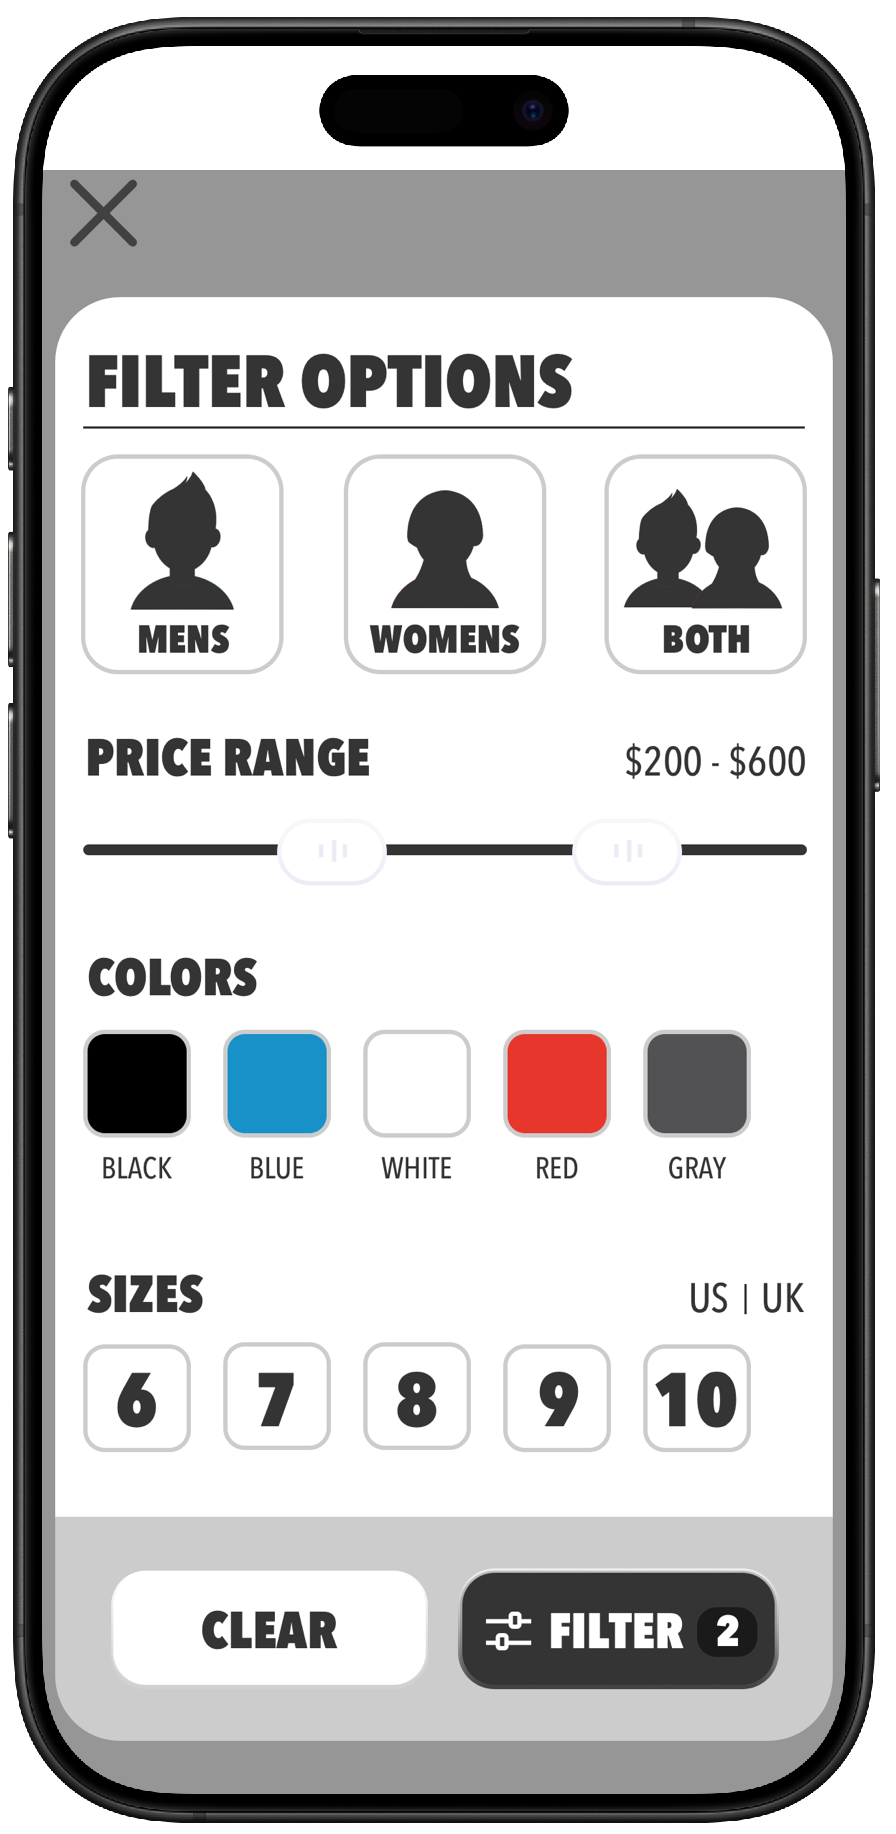 FILTER OPTIONS
MENS WOMENS BOTH
PRICE RANGE $200 - $600
COLORS
BLACK BLUE WHITE RED GRAY
SIZES US | UK
6 7 8 9 10
CLEAR FILTER 2